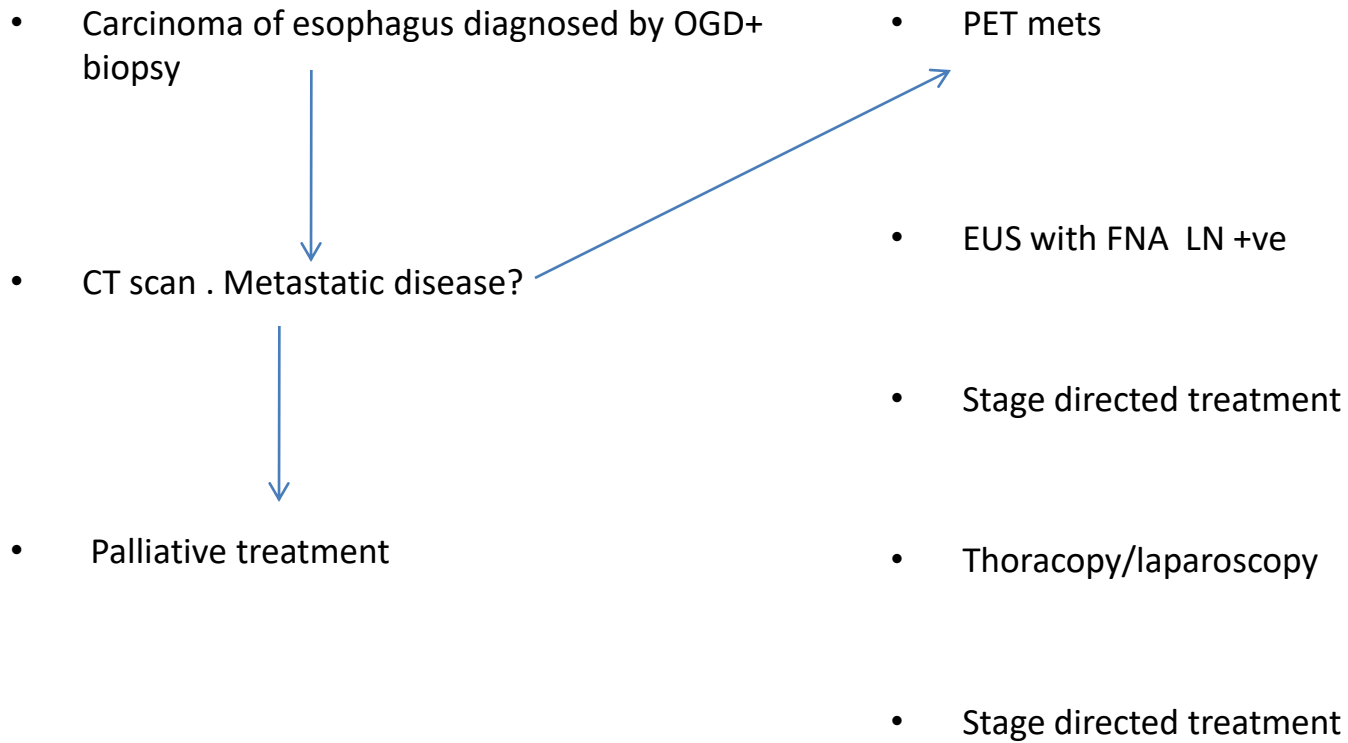 • Carcinoma of esophagus diagnosed by OGD+
biopsy
• CT scan . Metastatic disease?
• Palliative treatment
• PET mets
• EUS with FNA LN +ve
• Stage directed treatment
• Thoracopy/laparoscopy
• Stage directed treatment